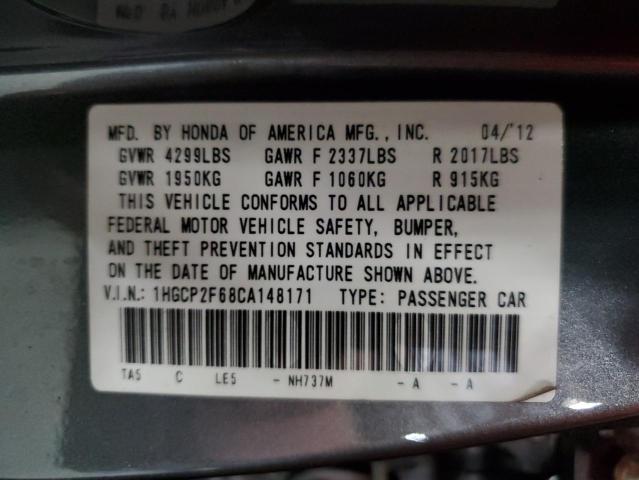 MFD. BY HONDA OF AMERICA MFG., INC. 04/'12
GVWR 4299LBS GAWR F 2337LBS R 2017LBS
GVWR 1950KG GAWR F 1060KG R 915KG
THIS VEHICLE CONFORMS TO ALL APPLICABLE
FEDERAL MOTOR VEHICLE SAFETY, BUMPER,
AND THEFT PREVENTION STANDARDS IN EFFECT
ON THE DATE OF MANUFACTURE SHOWN ABOVE.
V.I.N.: 1HGCP2F68CA148171 TYPE: PASSENGER CAR
TA5 C LE5 - NH737M - A - A